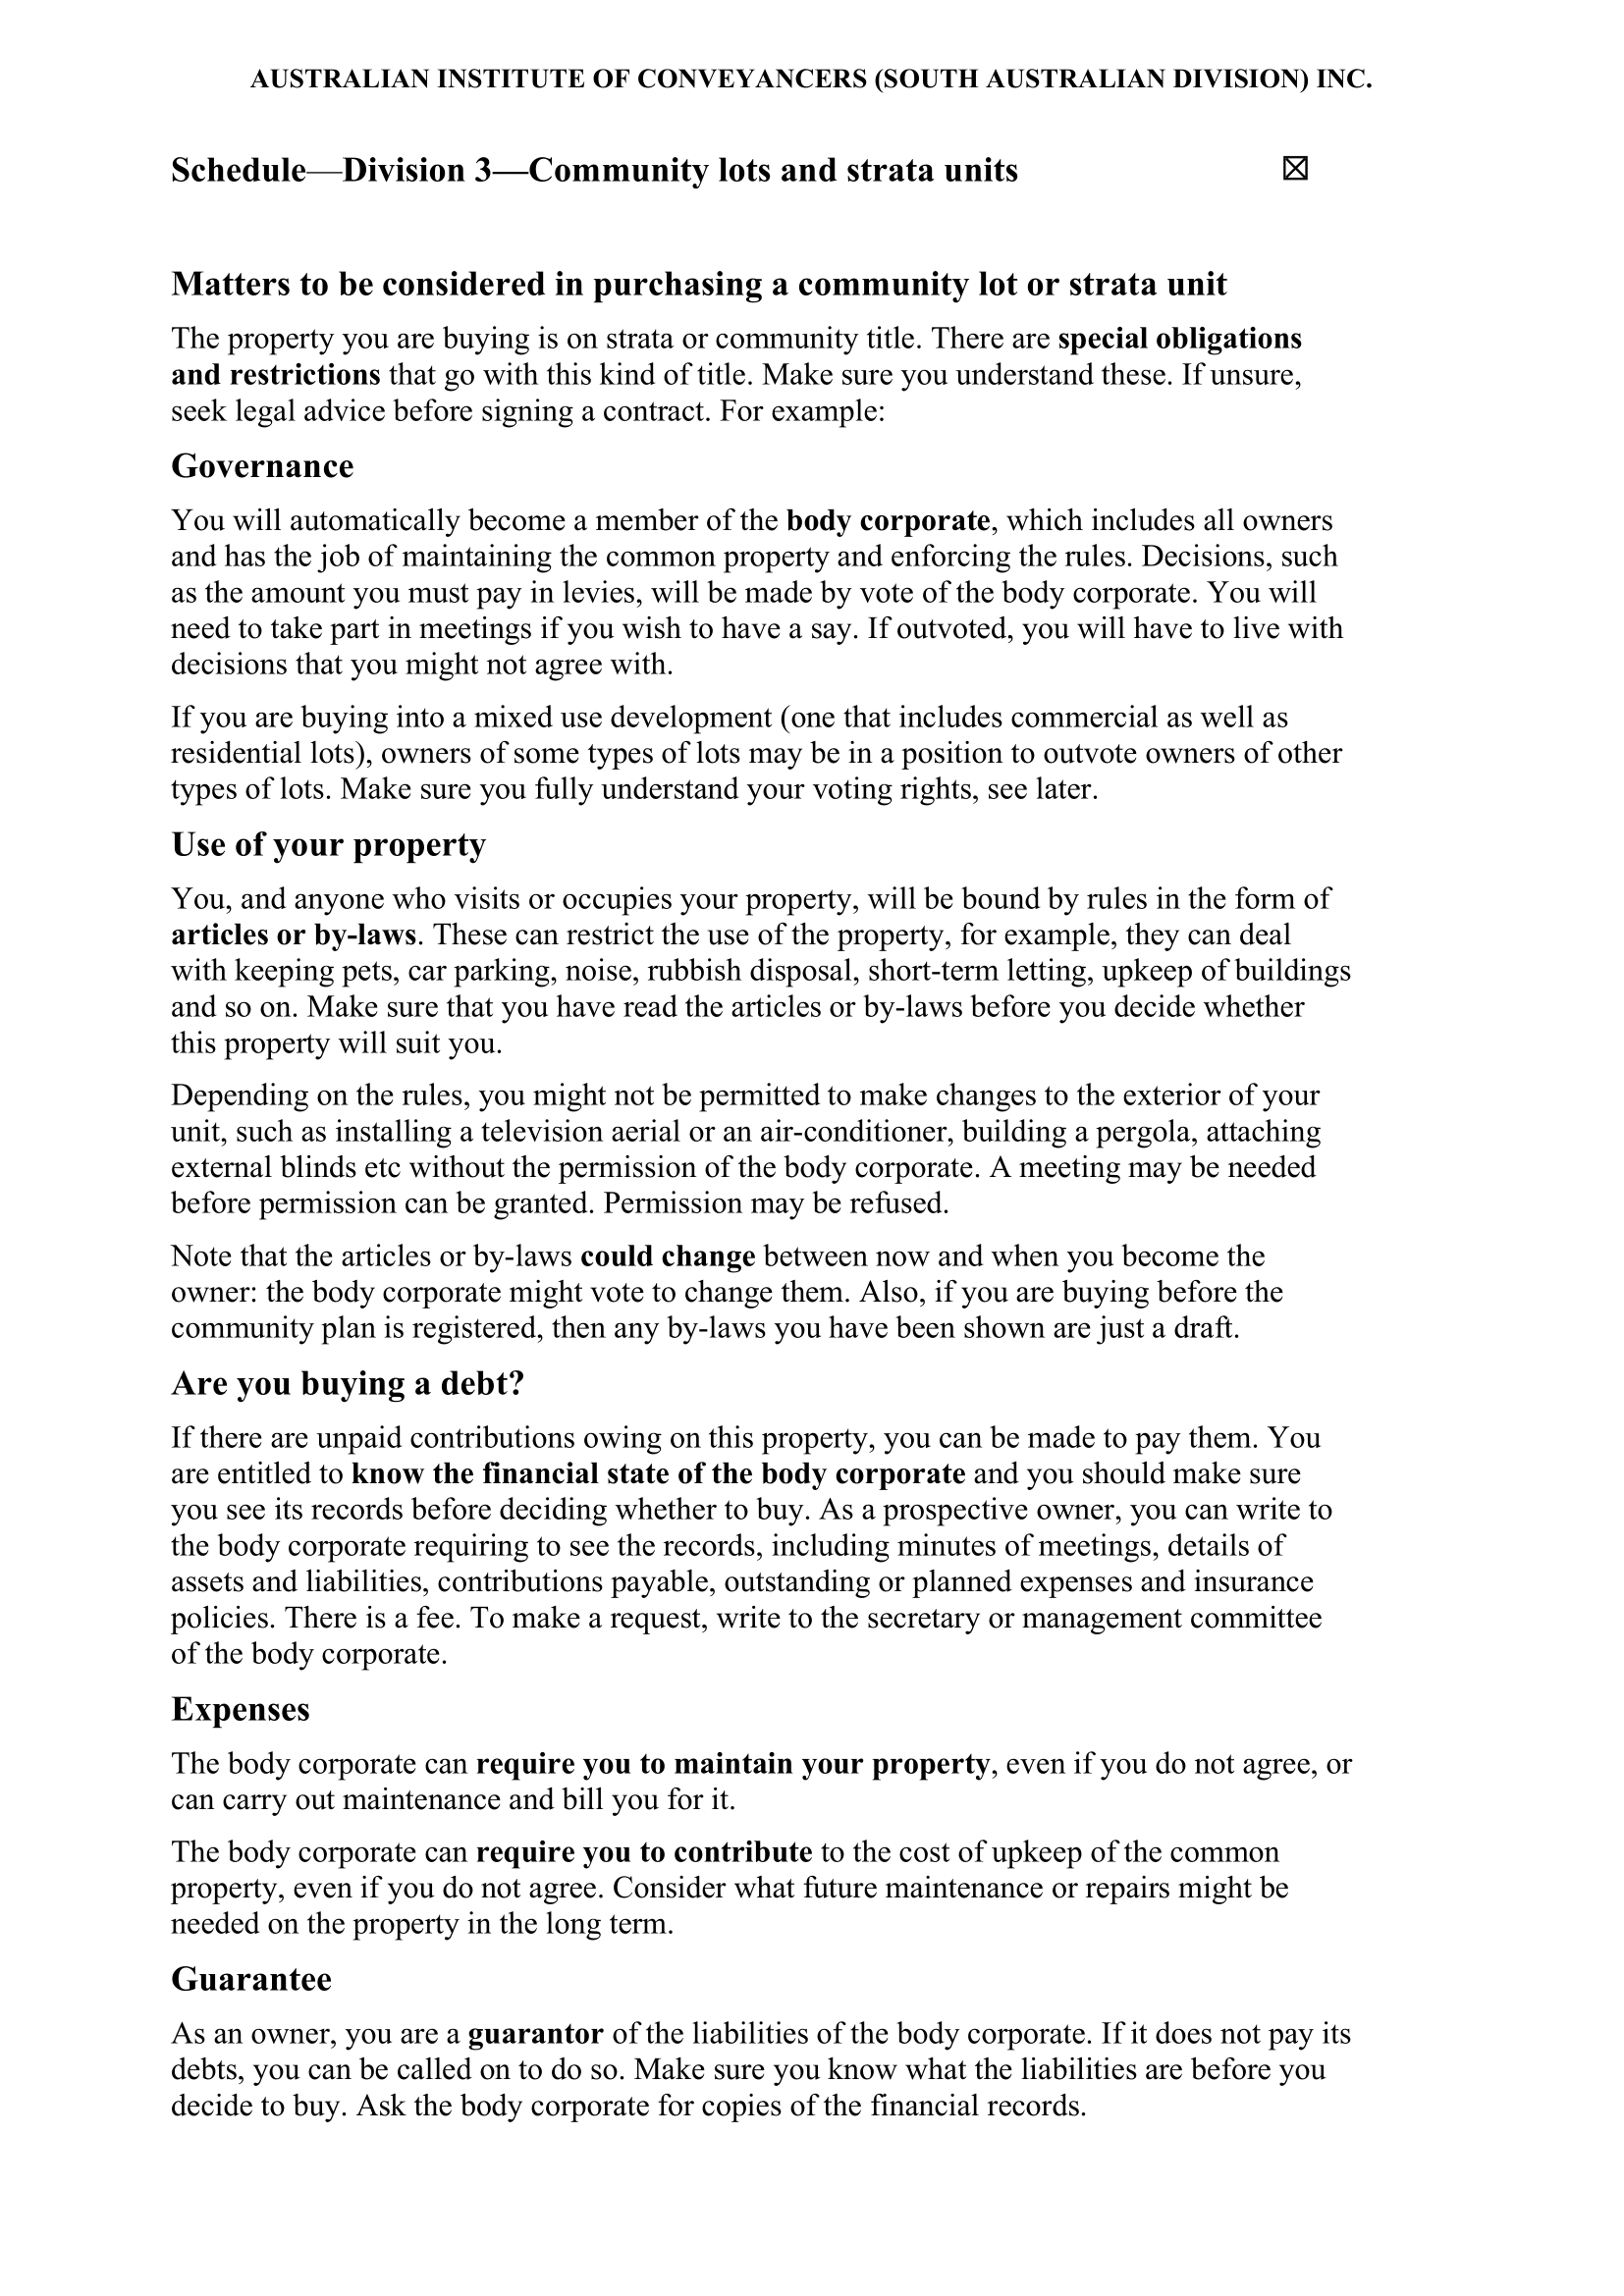 AUSTRALIAN INSTITUTE OF CONVEYANCERS (SOUTH AUSTRALIAN DIVISION) INC.
Schedule—Division 3—Community lots and strata units ☒
Matters to be considered in purchasing a community lot or strata unit
The property you are buying is on strata or community title. There are special obligations
and restrictions that go with this kind of title. Make sure you understand these. If unsure,
seek legal advice before signing a contract. For example:
Governance
You will automatically become a member of the body corporate, which includes all owners
and has the job of maintaining the common property and enforcing the rules. Decisions, such
as the amount you must pay in levies, will be made by vote of the body corporate. You will
need to take part in meetings if you wish to have a say. If outvoted, you will have to live with
decisions that you might not agree with.
If you are buying into a mixed use development (one that includes commercial as well as
residential lots), owners of some types of lots may be in a position to outvote owners of other
types of lots. Make sure you fully understand your voting rights, see later.
Use of your property
You, and anyone who visits or occupies your property, will be bound by rules in the form of
articles or by-laws. These can restrict the use of the property, for example, they can deal
with keeping pets, car parking, noise, rubbish disposal, short-term letting, upkeep of buildings
and so on. Make sure that you have read the articles or by-laws before you decide whether
this property will suit you.
Depending on the rules, you might not be permitted to make changes to the exterior of your
unit, such as installing a television aerial or an air-conditioner, building a pergola, attaching
external blinds etc without the permission of the body corporate. A meeting may be needed
before permission can be granted. Permission may be refused.
Note that the articles or by-laws could change between now and when you become the
owner: the body corporate might vote to change them. Also, if you are buying before the
community plan is registered, then any by-laws you have been shown are just a draft.
Are you buying a debt?
If there are unpaid contributions owing on this property, you can be made to pay them. You
are entitled to know the financial state of the body corporate and you should make sure
you see its records before deciding whether to buy. As a prospective owner, you can write to
the body corporate requiring to see the records, including minutes of meetings, details of
assets and liabilities, contributions payable, outstanding or planned expenses and insurance
policies. There is a fee. To make a request, write to the secretary or management committee
of the body corporate.
Expenses
The body corporate can require you to maintain your property, even if you do not agree, or
can carry out maintenance and bill you for it.
The body corporate can require you to contribute to the cost of upkeep of the common
property, even if you do not agree. Consider what future maintenance or repairs might be
needed on the property in the long term.
Guarantee
As an owner, you are a guarantor of the liabilities of the body corporate. If it does not pay its
debts, you can be called on to do so. Make sure you know what the liabilities are before you
decide to buy. Ask the body corporate for copies of the financial records.